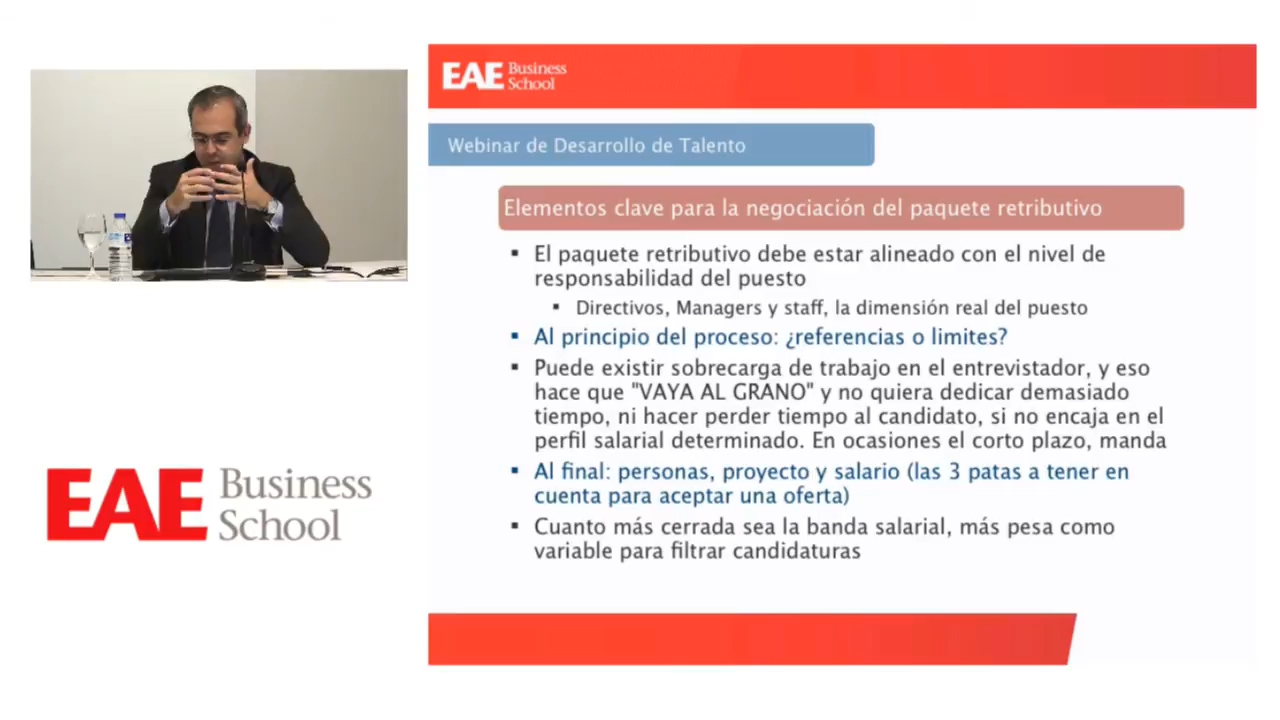 EAE Business School
Webinar de Desarrollo de Talento
Elementos clave para la negociación del paquete retributivo
▪ El paquete retributivo debe estar alineado con el nivel de
responsabilidad del puesto
▪ Directivos, Managers y staff, la dimensión real del puesto
▪ Al principio del proceso: ¿referencias o limites?
▪ Puede existir sobrecarga de trabajo en el entrevistador, y eso
hace que "VAYA AL GRANO" y no quiera dedicar demasiado
tiempo, ni hacer perder tiempo al candidato, si no encaja en el
perfil salarial determinado. En ocasiones el corto plazo, manda
▪ Al final: personas, proyecto y salario (las 3 patas a tener en
cuenta para aceptar una oferta)
▪ Cuanto más cerrada sea la banda salarial, más pesa como
variable para filtrar candidaturas
EAE Business
School